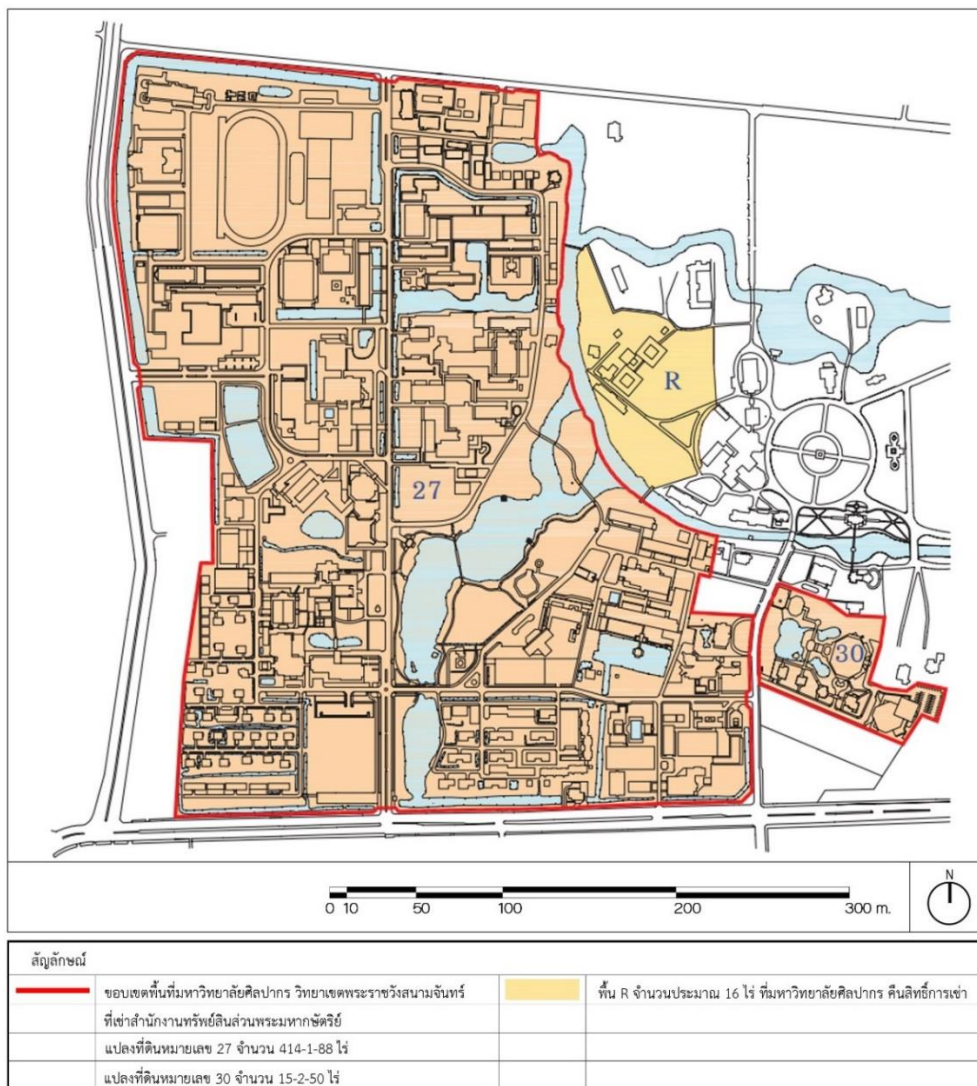 R
27
30
N
0 10 50 100 200 300 m.
สัญลักษณ์
ขอบเขตพื้นที่มหาวิทยาลัยศิลปากร วิทยาเขตพระราชวังสนามจันทร์
ที่เช่าสำนักงานทรัพย์สินส่วนพระมหากษัตริย์
แปลงที่ดินหมายเลข 27 จำนวน 414-1-88 ไร่
แปลงที่ดินหมายเลข 30 จำนวน 15-2-50 ไร่
พื้น R จำนวนประมาณ 16 ไร่ ที่มหาวิทยาลัยศิลปากร คืนสิทธิ์การเช่า